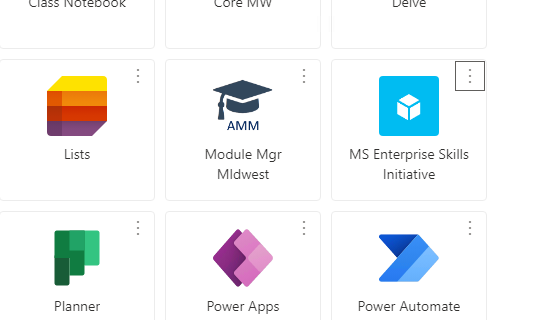 Class Notebook
Core MW
Delve
AMM
Lists
Module Mgr
MIdwest
MS Enterprise Skills
Initiative
Planner
Power Apps
Power Automate